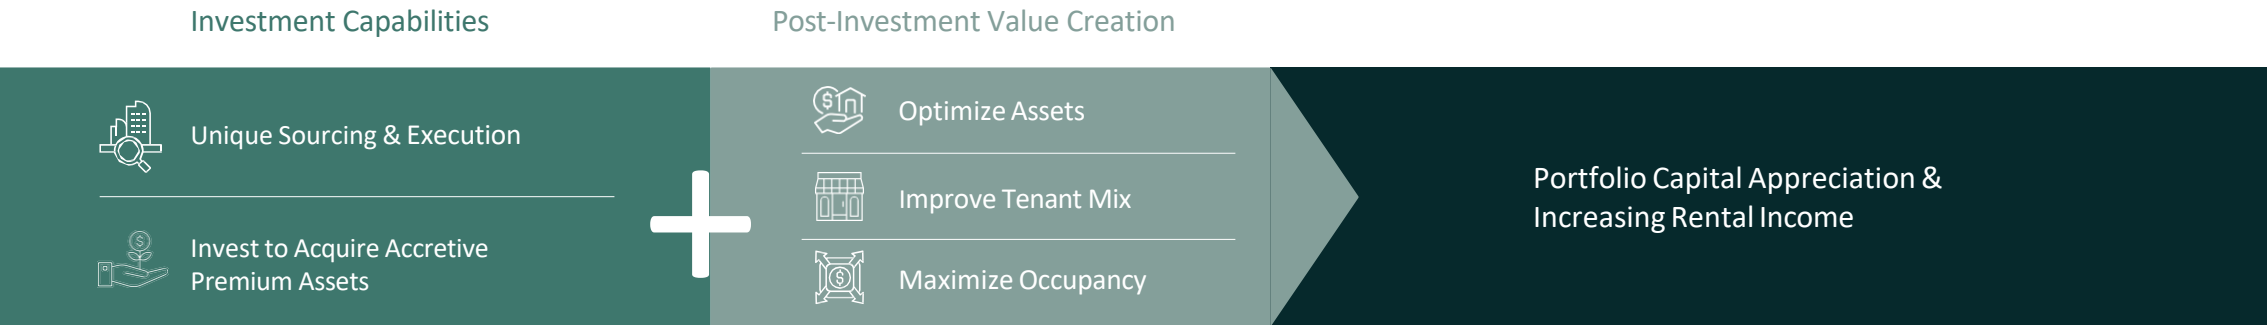 Investment Capabilities
Post-Investment Value Creation
Unique Sourcing & Execution
Invest to Acquire Accretive
Premium Assets
Optimize Assets
Improve Tenant Mix
Maximize Occupancy
Portfolio Capital Appreciation &
Increasing Rental Income